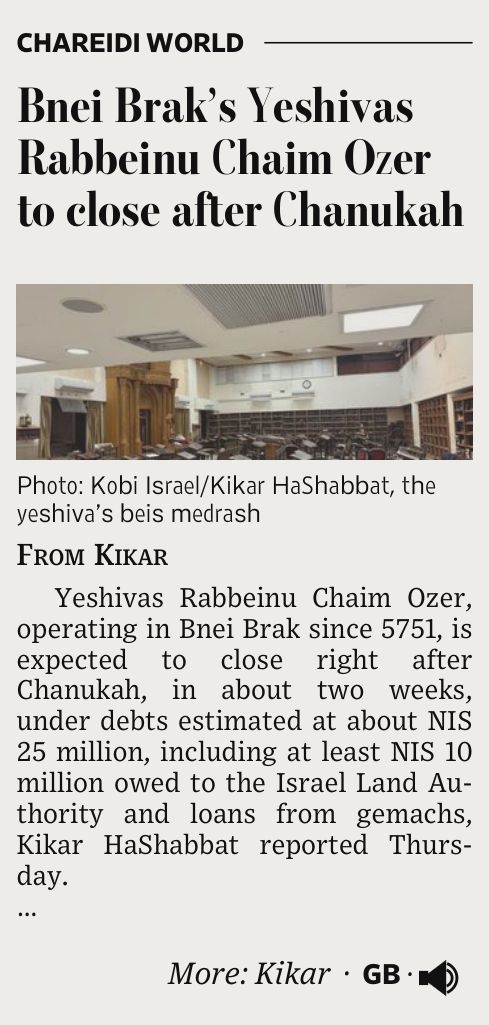 CHAREIDI WORLD
Bnei Brak’s Yeshivas
Rabbeinu Chaim Ozer
to close after Chanukah
Photo: Kobi Israel/Kikar HaShabbat, the
yeshiva’s beis medrash
FROM KIKAR
Yeshivas Rabbeinu Chaim Ozer,
operating in Bnei Brak since 5751, is
expected to close right after
Chanukah, in about two weeks,
under debts estimated at about NIS
25 million, including at least NIS 10
million owed to the Israel Land Au-
thority and loans from gemachs,
Kikar HaShabbat reported Thurs-
day.
...
More: Kikar · GB ·